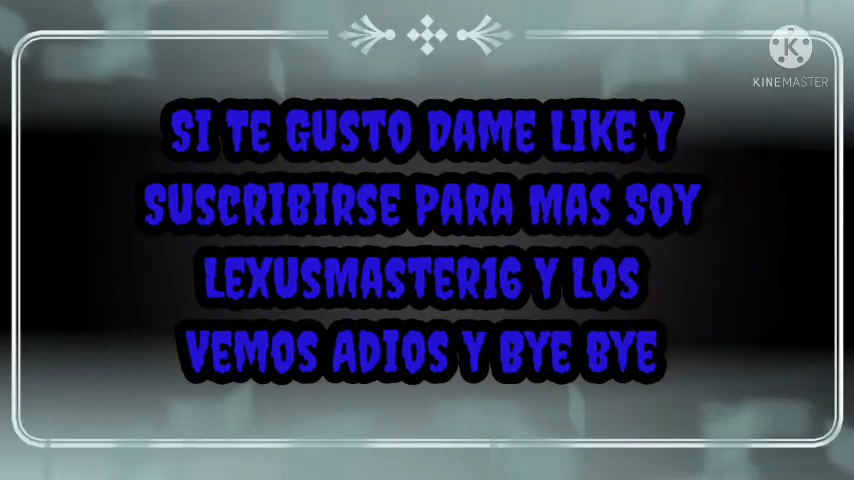 KINEMASTER
SI TE GUSTO DAME LIKE Y
SUSCRIBIRSE PARA MAS SOY
LEXUSMASTER16 Y LOS
VEMOS ADIOS Y BYE BYE